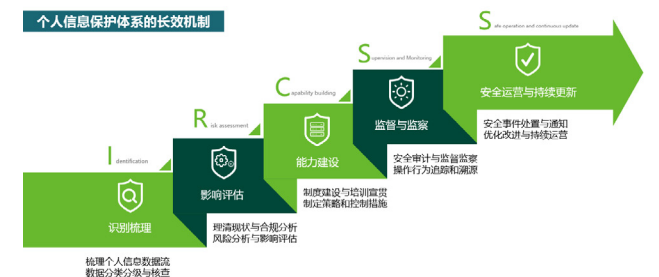 个人信息保护体系的长效机制
Safe operation and continuous update
Supervision and Monitoring
Capability building
Risk assessment
Identification
安全运营与持续更新
监督与监察
能力建设
影响评估
识别梳理
安全事件处置与通知
优化改进与持续运营
安全审计与监督监察
操作行为追踪和溯源
制度建设与培训宣贯
制定策略和控制措施
理清现状与合规分析
风险分析与影响评估
梳理个人信息数据流
数据分类分级与核查